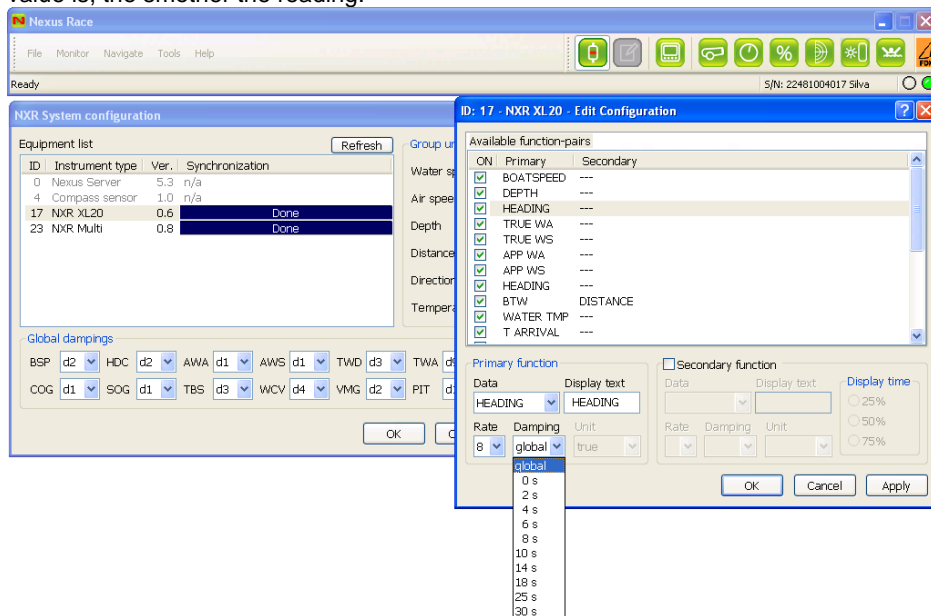 value is, the smother the reading.
Nexus Race
File Monitor Navigate Tools Help
Ready
S/N: 22481004017 Silva
NXR System configuration
Equipment list
Refresh
ID Instrument type Ver. Synchronization
0 Nexus Server 5.3 n/a
4 Compass sensor 1.0 n/a
17 NXR XL20 0.6 Done
23 NXR Multi 0.8 Done
Group
Water
Air
Depth
Distance
Direction
Global dampings
BSP d2 HDC d2 AWA d1 AWS d1 TWD d3 TWA
COG d1 SOG d1 TBS d3 WCV d4 VMG d2 PIT
OK
ID: 17 - NXR XL20 - Edit Configuration
Available function-pairs
ON Primary Secondary
BOATSPEED ---
DEPTH ---
HEADING ---
TRUE WA ---
TRUE WS ---
APP WA ---
APP WS ---
HEADING ---
BTW DISTANCE
WATER TMP ---
T ARRIVAL ---
Primary function
Data Display text
HEADING HEADING
Rate Damping Unit
8 global true
global
0 s
2 s
4 s
6 s
8 s
10 s
14 s
18 s
25 s
30 s
Secondary function
Data Display text
Rate Damping Unit
Display time
25%
50%
75%
OK Cancel Apply